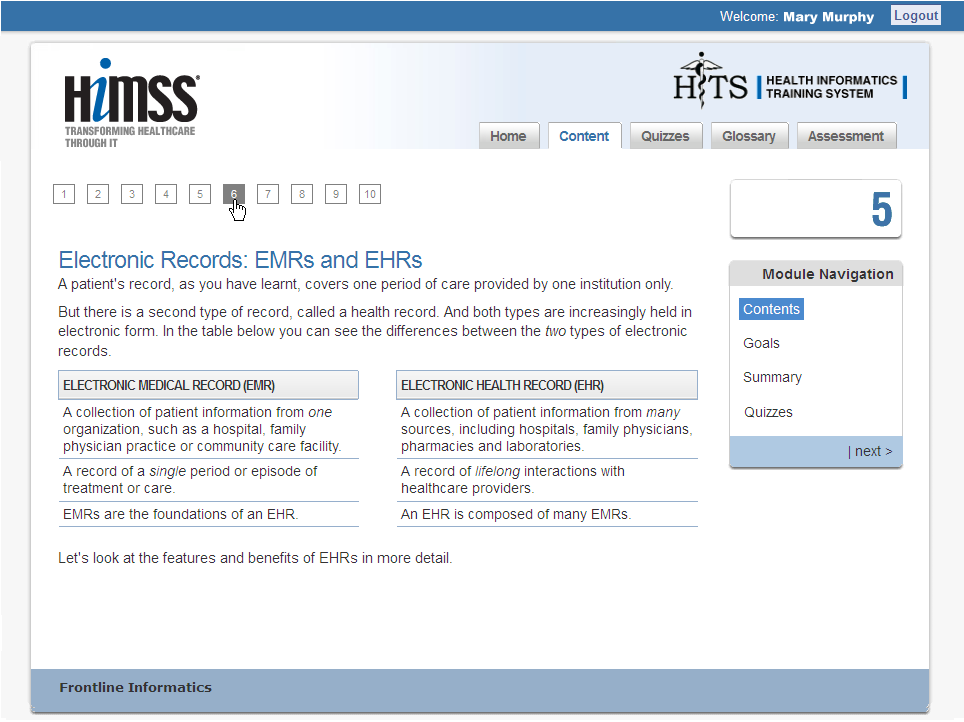 Welcome: Mary Murphy Logout
HiMSS
TRANSFORMING HEALTHCARE
THROUGH IT
HITS HEALTH INFORMATICS
TRAINING SYSTEM
Home Content Quizzes Glossary Assessment
1 2 3 4 5 6 7 8 9 10
5
Electronic Records: EMRs and EHRs
A patient's record, as you have learnt, covers one period of care provided by one institution only.
But there is a second type of record, called a health record. And both types are increasingly held in
electronic form. In the table below you can see the differences between the two types of electronic
records.
ELECTRONIC MEDICAL RECORD (EMR)
A collection of patient information from one
organization, such as a hospital, family
physician practice or community care facility.
A record of a single period or episode of
treatment or care.
EMRs are the foundations of an EHR.
ELECTRONIC HEALTH RECORD (EHR)
A collection of patient information from many
sources, including hospitals, family physicians,
pharmacies and laboratories.
A record of lifelong interactions with
healthcare providers.
An EHR is composed of many EMRs.
Let's look at the features and benefits of EHRs in more detail.
Module Navigation
Contents
Goals
Summary
Quizzes
| next >
Frontline Informatics